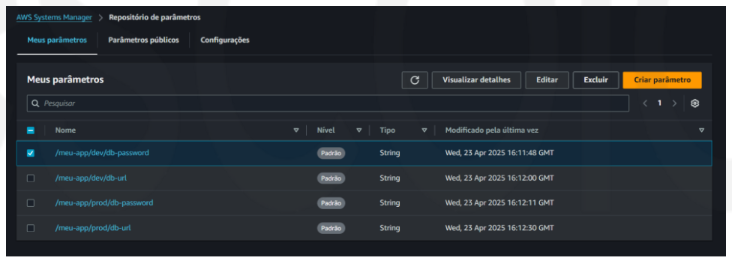 AWS Systems Manager > Repositório de parâmetros
Meus parâmetros Parâmetros públicos Configurações
Meus parâmetros Visualizar detalhes Editar Excluir Criar parâmetro
Pesquisar < 1 >
Nome Nível Tipo Modificado pela última vez
/meu-app/dev/db-password Padrão String Wed, 23 Apr 2025 16:11:48 GMT
/meu-app/dev/db-url Padrão String Wed, 23 Apr 2025 16:12:00 GMT
/meu-app/prod/db-password Padrão String Wed, 23 Apr 2025 16:12:11 GMT
/meu-app/prod/db-url Padrão String Wed, 23 Apr 2025 16:12:30 GMT